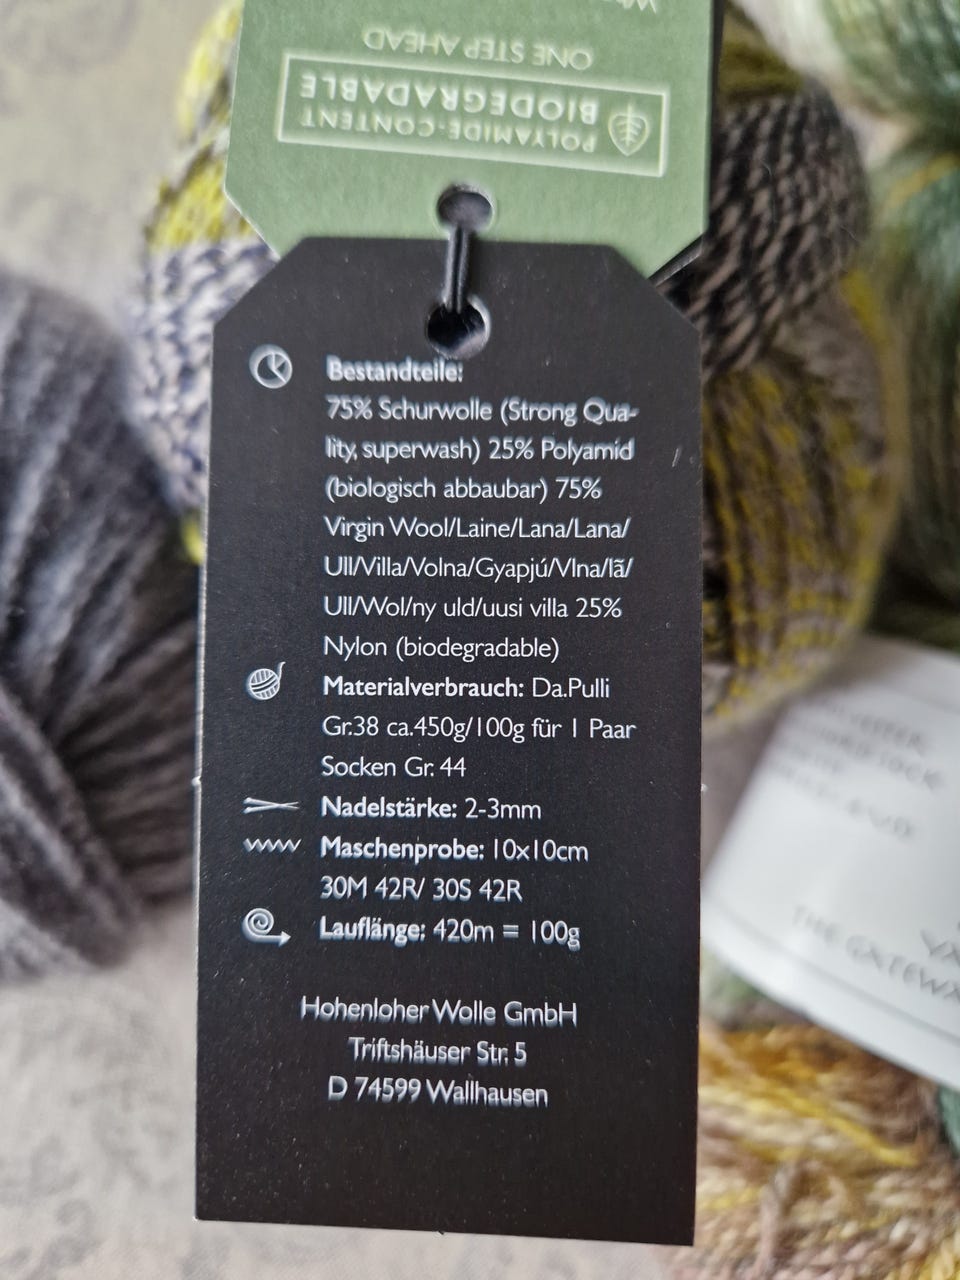 ONE STEP AHEAD
BIODEGRADABLE
POLYAMIDE-CONTENT
Bestandteile:
75% Schurwolle (Strong Qua-
lity, superwash) 25% Polyamid
(biologisch abbaubar) 75%
Virgin Wool/Laine/Lana/Lana/
Ull/Villa/Volna/Gyapjú/Vlna/lã/
Ull/Wol/ny uld/uusi villa 25%
Nylon (biodegradable)
Materialverbrauch: Da.Pulli
Gr.38 ca.450g/100g für 1 Paar
Socken Gr. 44
Nadelstärke: 2-3mm
Maschenprobe: 10x10cm
30M 42R/ 30S 42R
Lauflänge: 420m = 100g
Hohenloher Wolle GmbH
Triftshäuser Str. 5
D 74599 Wallhausen
THE